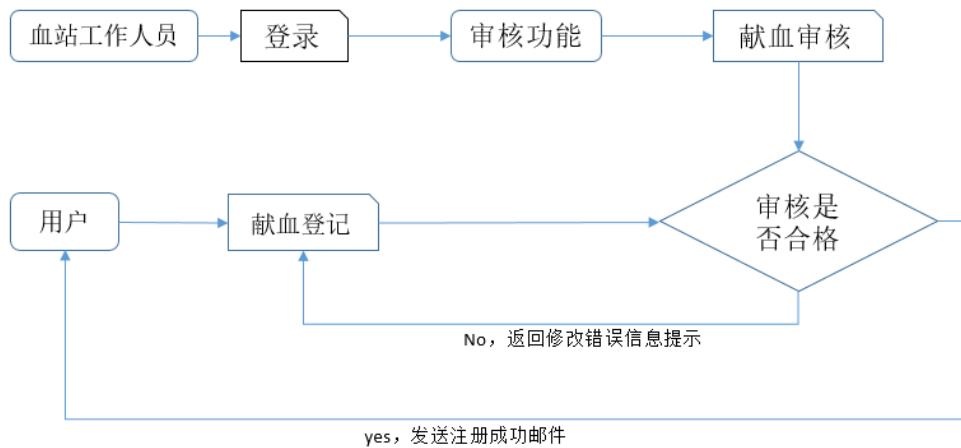 血站工作人员
登录
审核功能
献血审核
用户
献血登记
审核是
否合格
No，返回修改错误信息提示
yes，发送注册成功邮件